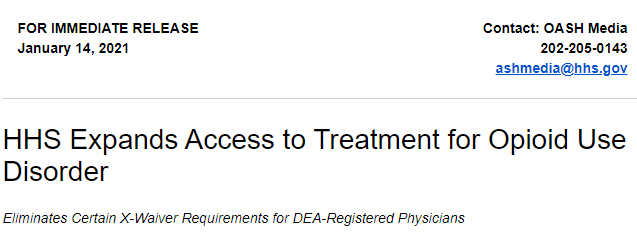 FOR IMMEDIATE RELEASE
January 14, 2021
Contact: OASH Media
202-205-0143
ashmedia@hhs.gov
HHS Expands Access to Treatment for Opioid Use
Disorder
Eliminates Certain X-Waiver Requirements for DEA-Registered Physicians